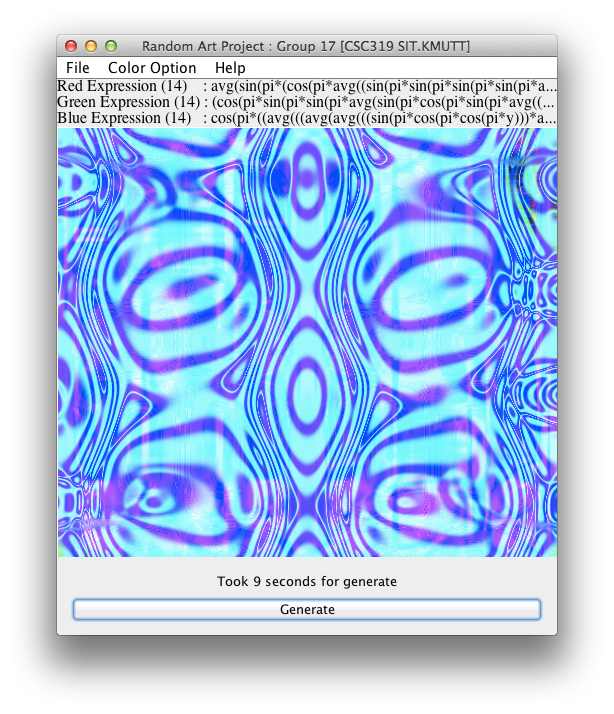 Random Art Project : Group 17 [CSC319 SIT.KMUTT]
File Color Option Help
Red Expression (14) : avg(sin(pi*(cos(pi*avg((sin(pi*sin(pi*sin(pi*sin(pi*a...
Green Expression (14) : (cos(pi*sin(pi*sin(pi*avg(sin(pi*cos(pi*sin(pi*avg((...
Blue Expression (14) : cos(pi*((avg(((avg(avg(((sin(pi*cos(pi*cos(pi*y)))*a...
Took 9 seconds for generate
Generate